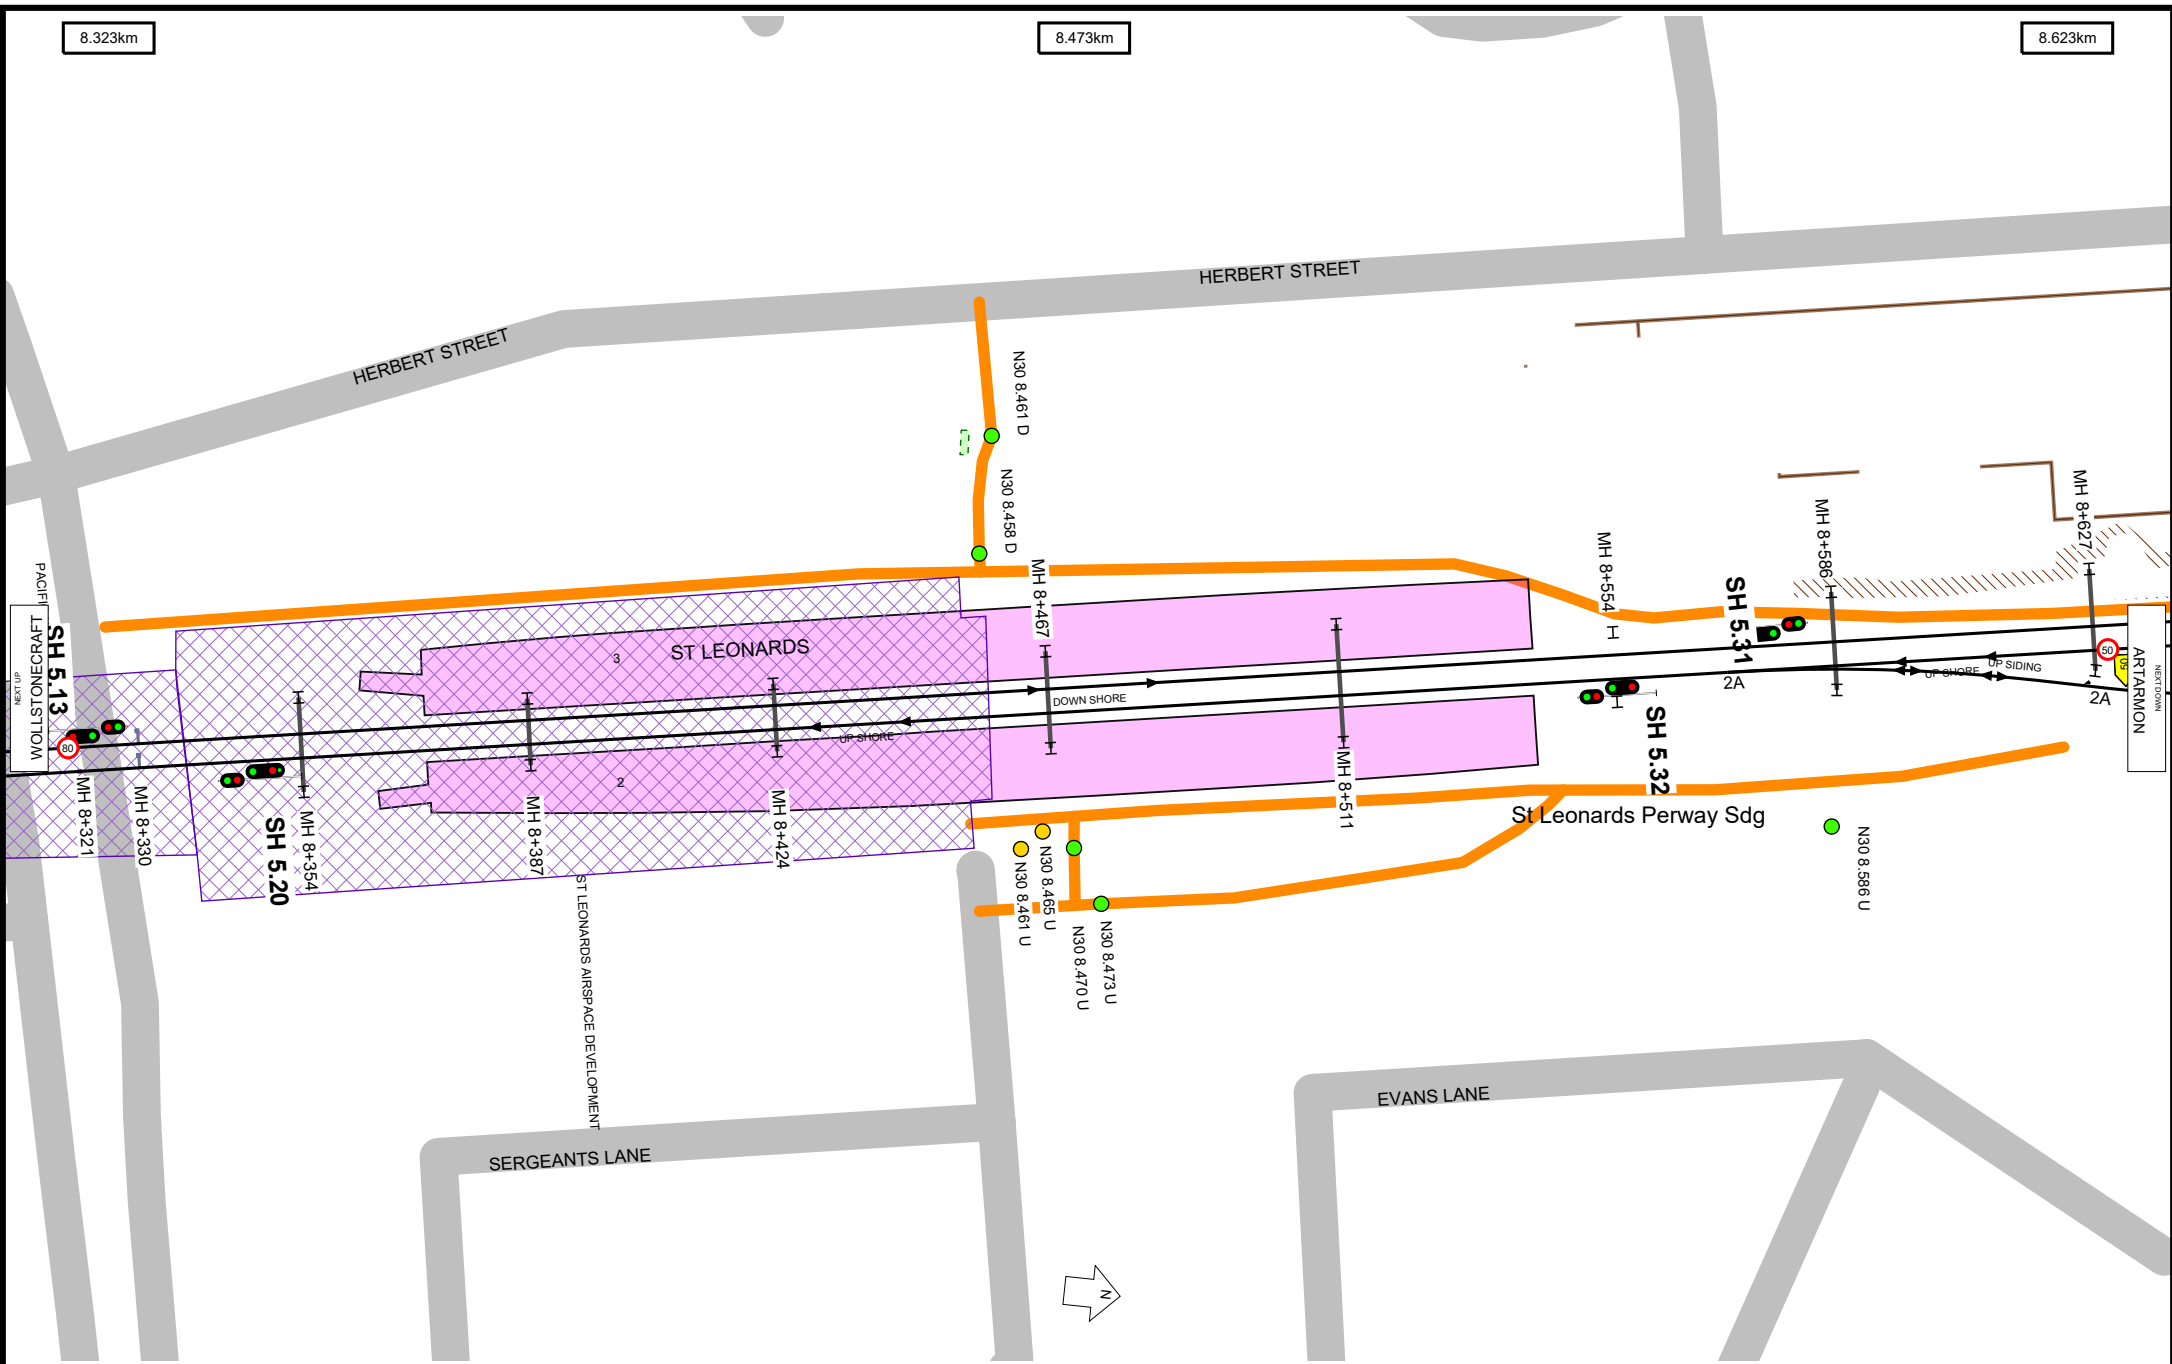 8.323km
8.473km
8.623km
HERBERT STREET
HERBERT STREET
N30 8.461 D
N30 8.458 D
MH 8+467
MH 8+554
SH 5.31
MH 8+586
MH 8+627
PACIFI
NEXT UP
WOLLSTONECRAFT
SH 5.13
80
MH 8+321
MH 8+330
SH 5.20
MH 8+354
3
ST LEONARDS
2
MH 8+387
MH 8+424
UP SHORE
DOWN SHORE
MH 8+511
SH 5.32
2A
UP SHORE
UP SIDING
50
50
2A
ARTARMON
NEXT DOWN
St Leonards Perway Sdg
N30 8.461 U
N30 8.465 U
N30 8.470 U
N30 8.473 U
N30 8.586 U
ST LEONARDS AIRSPACE DEVELOPMENT
SERGEANTS LANE
EVANS LANE
N